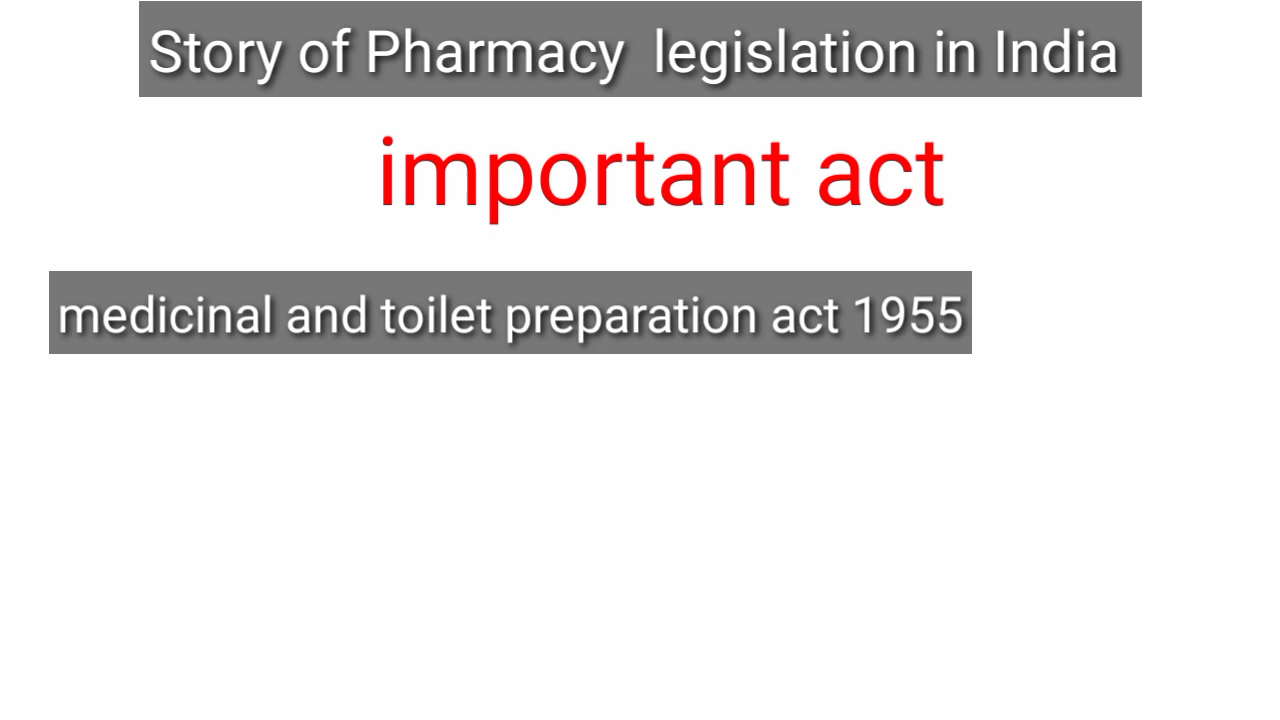 Story of Pharmacy  legislation in India
important act
medicinal and toilet preparation act 1955